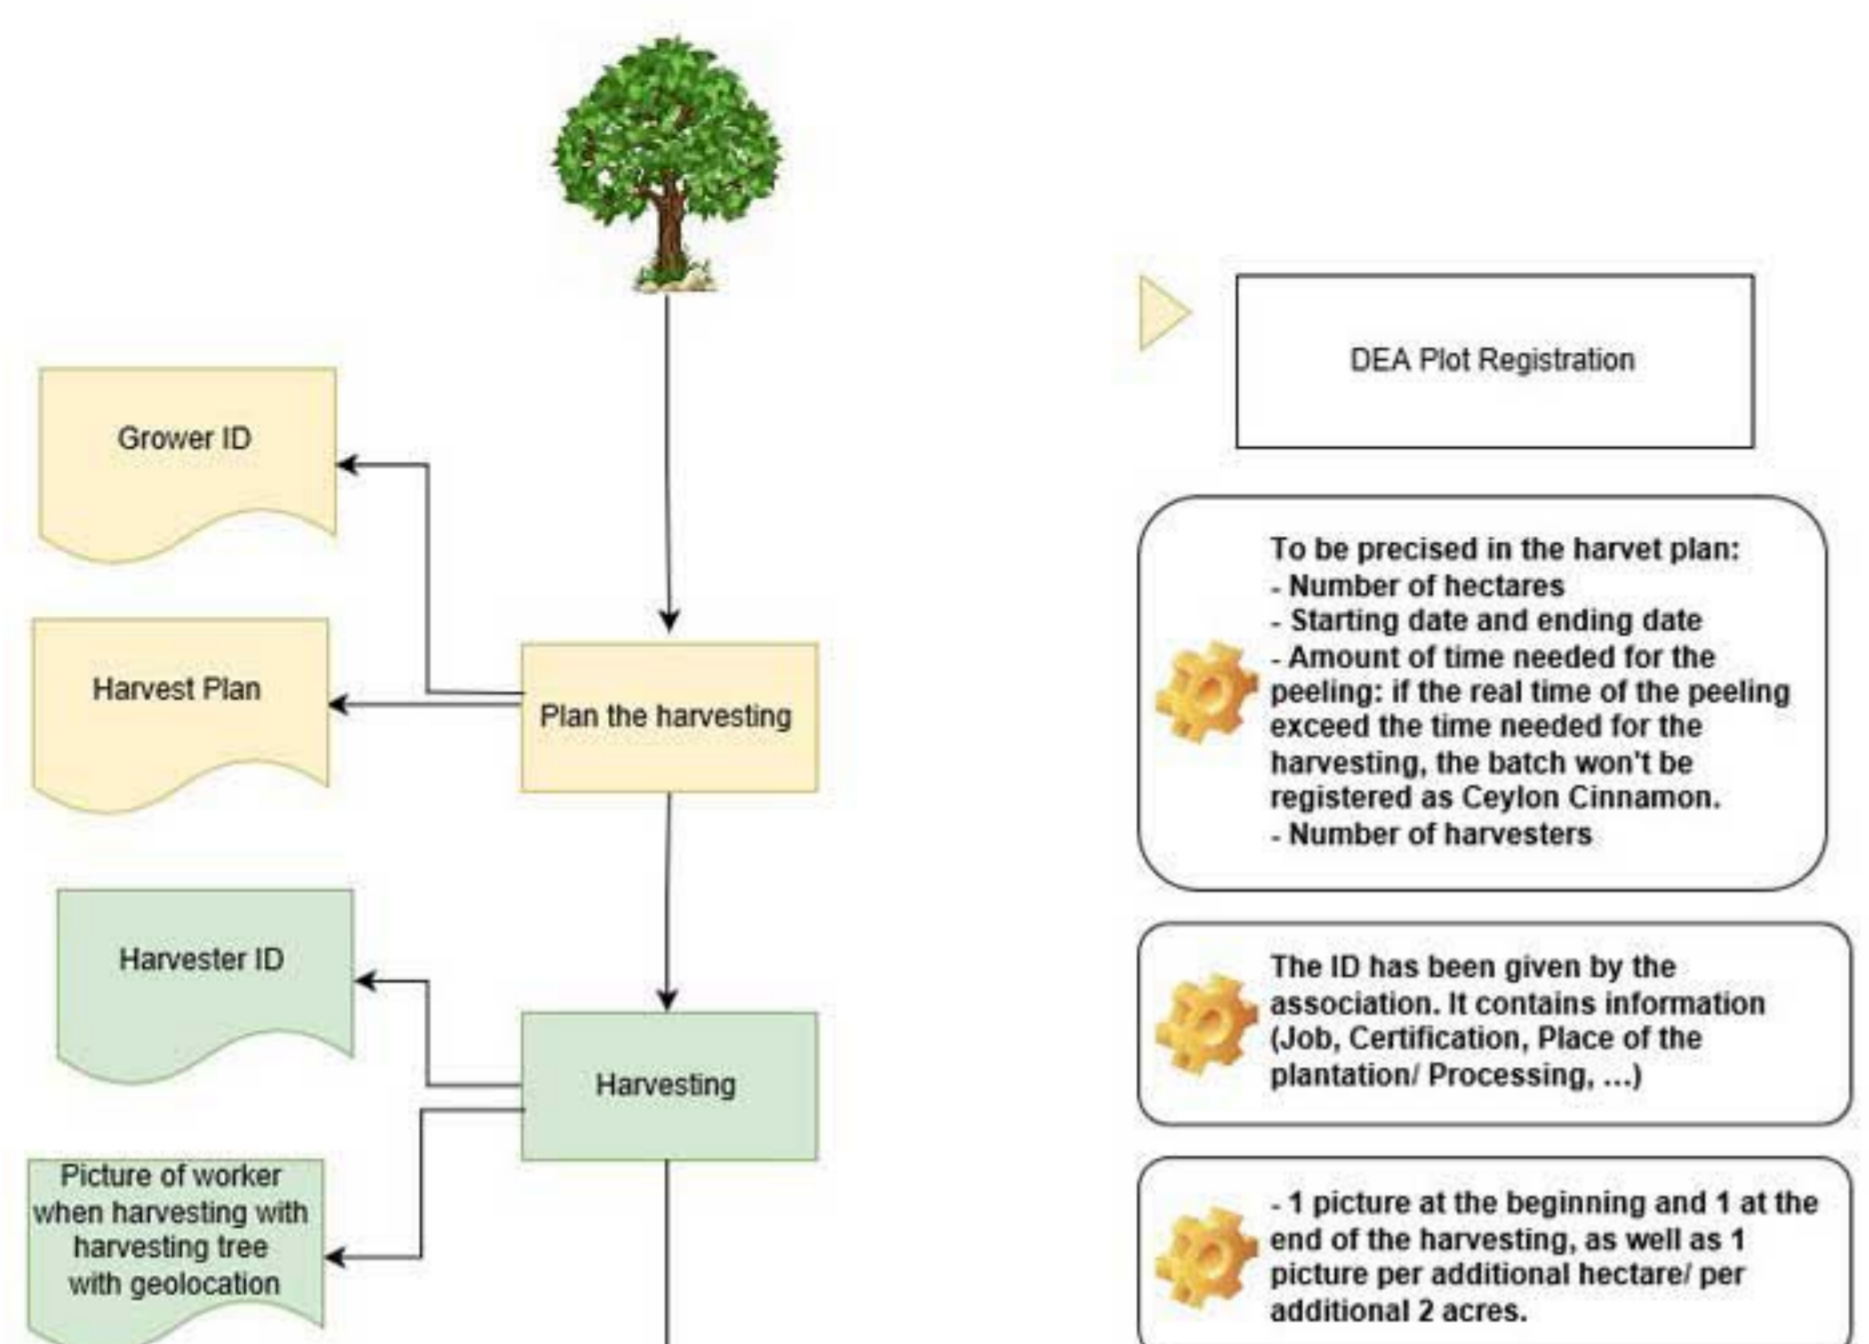 Grower ID
Harvest Plan
Plan the harvesting
Harvester ID
Harvesting
Picture of worker
when harvesting with
harvesting tree
with geolocation
DEA Plot Registration
To be precised in the harvet plan:
- Number of hectares
- Starting date and ending date
- Amount of time needed for the
peeling: if the real time of the peeling
exceed the time needed for the
harvesting, the batch won't be
registered as Ceylon Cinnamon.
- Number of harvesters
The ID has been given by the
association. It contains information
(Job, Certification, Place of the
plantation/ Processing, ...)
- 1 picture at the beginning and 1 at the
end of the harvesting, as well as 1
picture per additional hectare/ per
additional 2 acres.